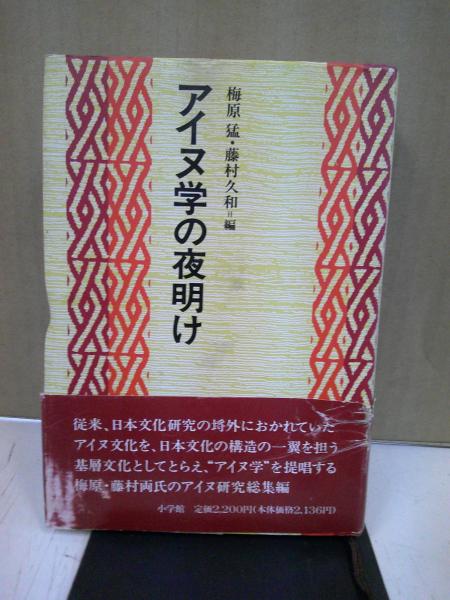 梅原 猛・藤村久和=編
アイヌ学の夜明け
従来、日本文化研究の埓外におかれていた
アイヌ文化を、日本文化の構造の一翼を担う
基層文化としてとらえ、“アイヌ学”を提唱する
梅原・藤村両氏のアイヌ研究総集編
小学館 定価2,200円(本体価格2,136円)